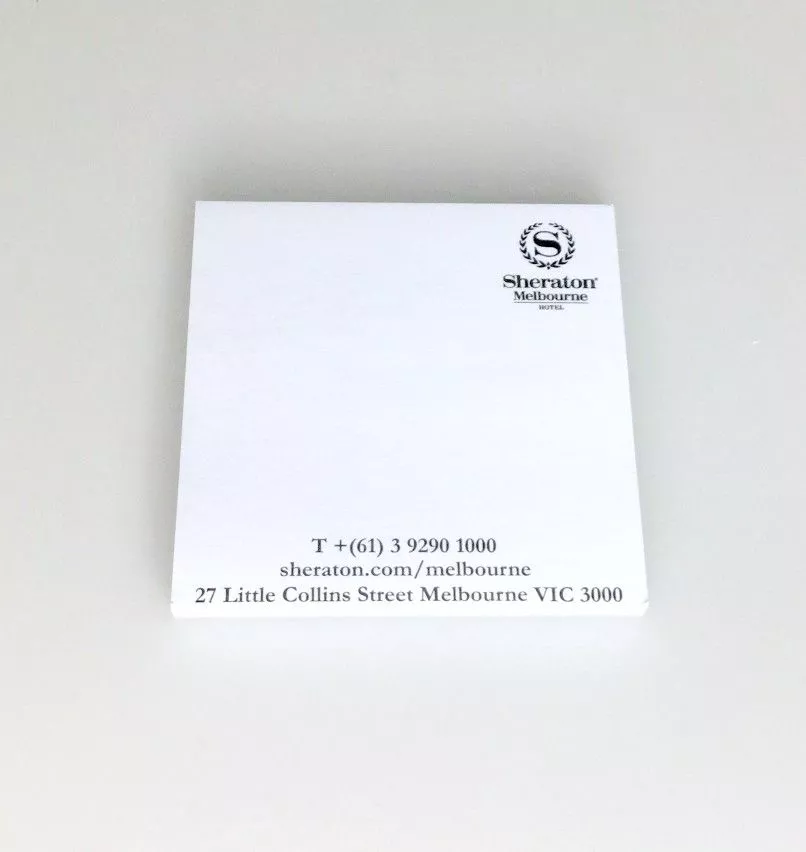 S
Sheraton®
Melbourne
HOTEL
T +(61) 3 9290 1000
sheraton.com/melbourne
27 Little Collins Street Melbourne VIC 3000